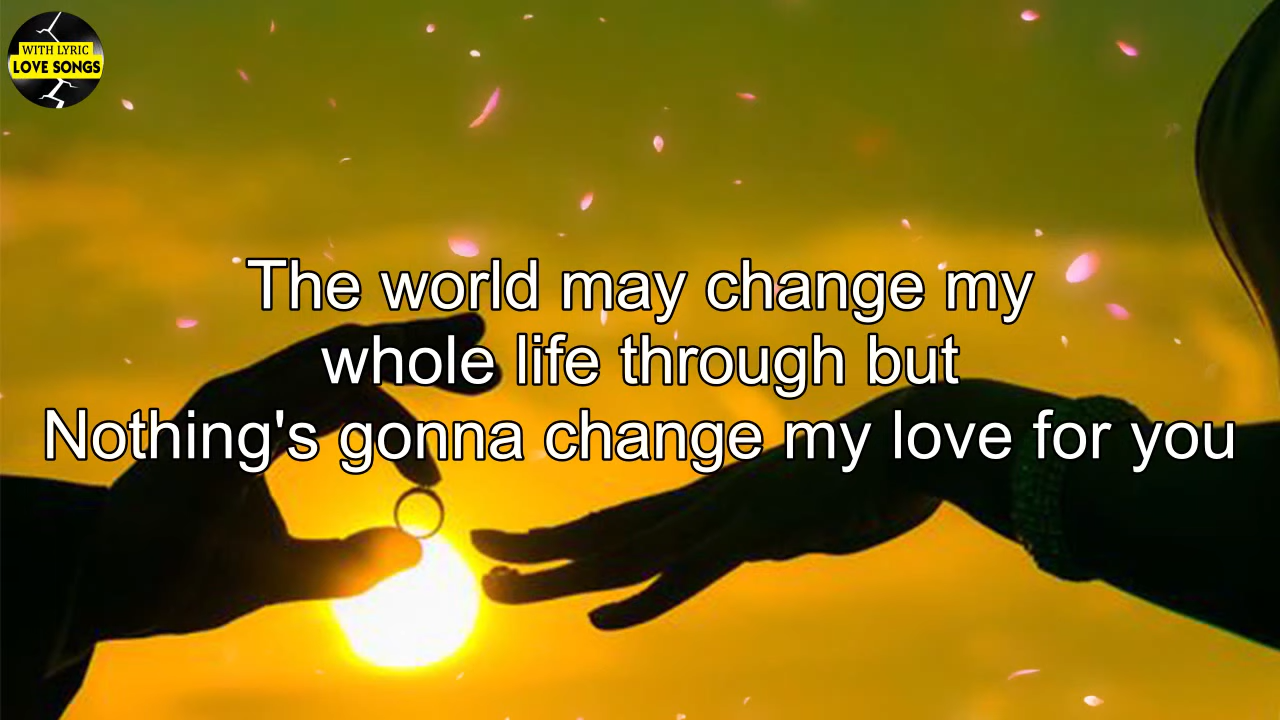 WITH LYRIC
LOVE SONGS
The world may change my
whole life through but
Nothing's gonna change my love for you